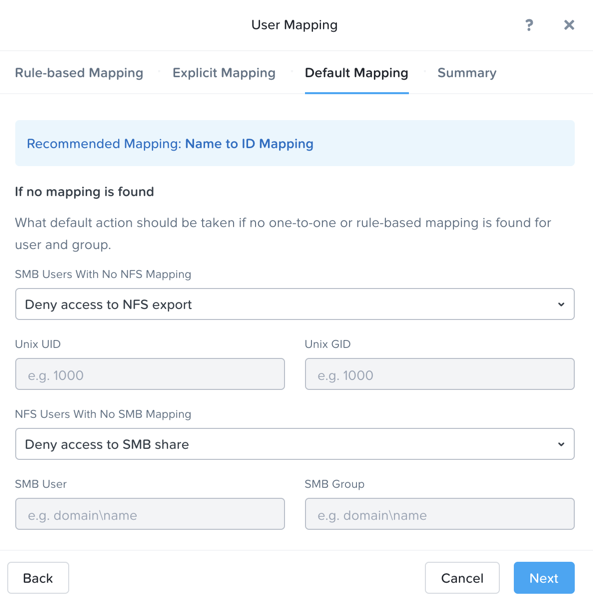 User Mapping
?
Rule-based Mapping
Explicit Mapping
Default Mapping
Summary
Recommended Mapping: Name to ID Mapping
If no mapping is found
What default action should be taken if no one-to-one or rule-based mapping is found for
user and group.
SMB Users With No NFS Mapping
Deny access to NFS export
Unix UID
Unix GID
e.g. 1000
e.g. 1000
NFS Users With No SMB Mapping
Deny access to SMB share
SMB User
SMB Group
e.g. domain\name
e.g. domain\name
Back
Cancel
Next